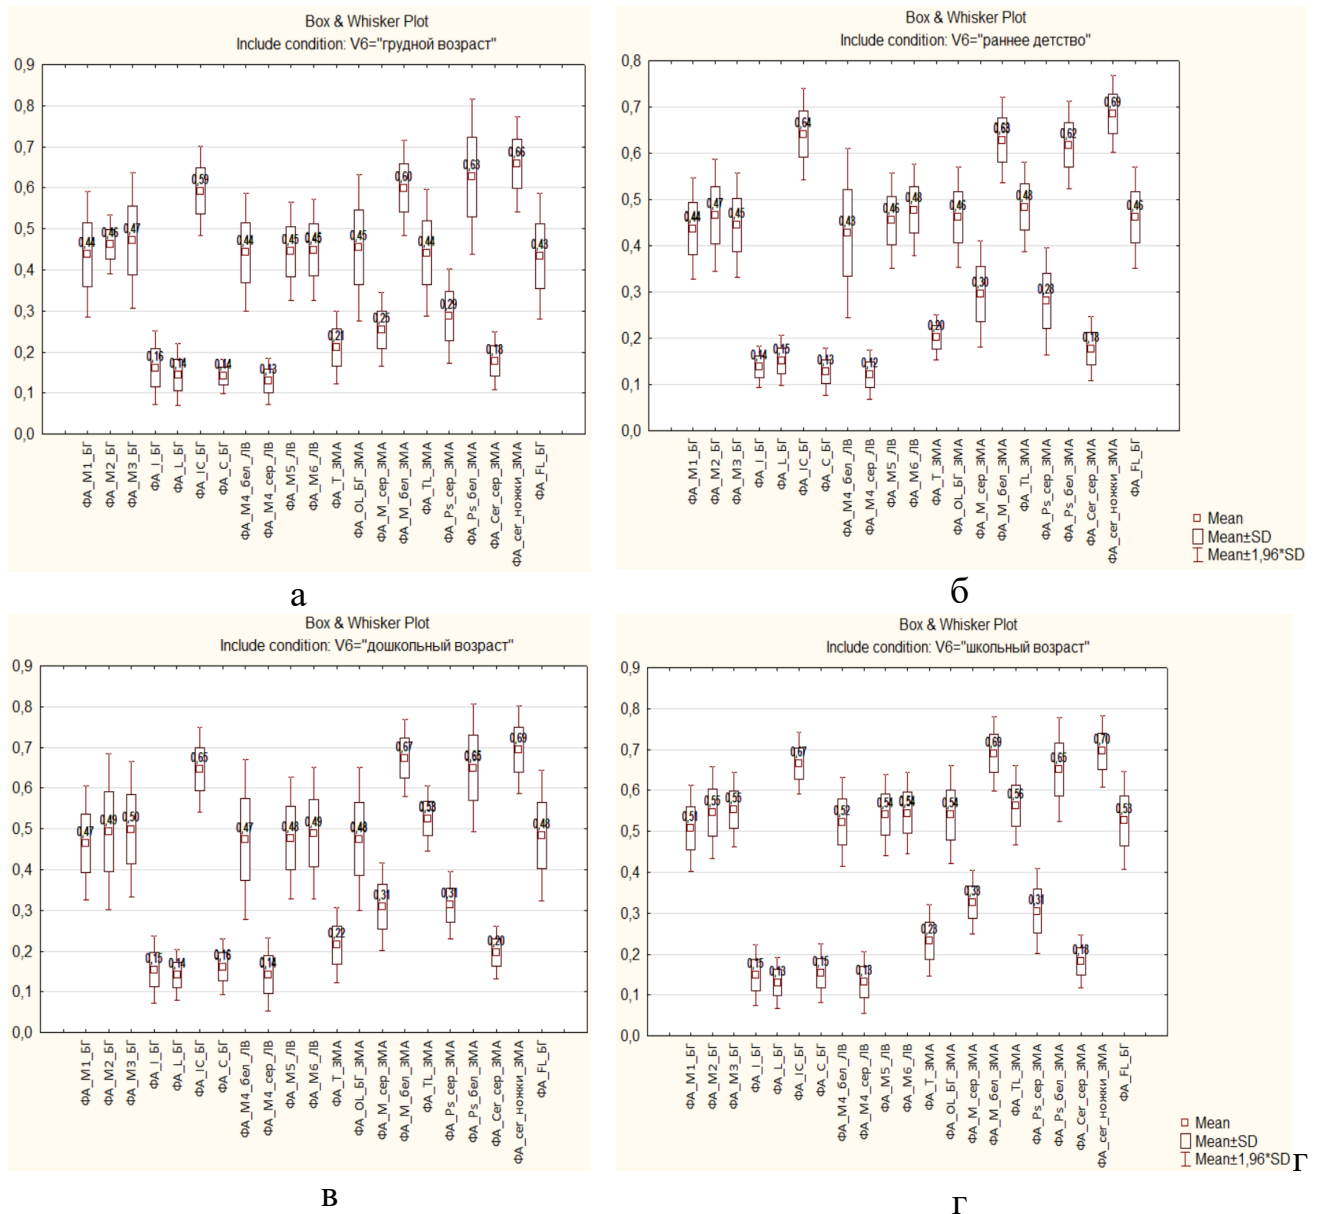 Box & Whisker Plot
Include condition: V6="грудной возраст"
0,9
0,8
0,7
0,6
0,5
0,4
0,3
0,2
0,1
0,0
0,44
0,46
0,47
0,16
0,14
0,59
0,14
0,44
0,13
0,45
0,45
0,21
0,45
0,25
0,60
0,44
0,29
0,63
0,18
0,66
0,43
ФА_M1_БГ
ФА_M2_БГ
ФА_M3_БГ
ФА_I_БГ
ФА_L_БГ
ФА_IC_БГ
ФА_C_БГ
ФА_M4_бел_ЛВ
ФА_M4_сер_ЛВ
ФА_M5_ЛВ
ФА_M6_ЛВ
ФА_T_ЗМА
ФА_OL_БГ_ЗМА
ФА_M_сер_ЗМА
ФА_M_бел_ЗМА
ФА_TL_ЗМА
ФА_Ps_сер_ЗМА
ФА_Ps_бел_ЗМА
ФА_Cer_сер_ЗМА
ФА_cer_ножки_ЗМА
ФА_FL_БГ
а
Box & Whisker Plot
Include condition: V6="раннее детство"
0,8
0,7
0,6
0,5
0,4
0,3
0,2
0,1
0,0
0,44
0,47
0,45
0,14
0,15
0,64
0,13
0,43
0,12
0,46
0,48
0,20
0,46
0,30
0,63
0,48
0,28
0,62
0,18
0,69
0,46
ФА_M1_БГ
ФА_M2_БГ
ФА_M3_БГ
ФА_I_БГ
ФА_L_БГ
ФА_IC_БГ
ФА_C_БГ
ФА_M4_бел_ЛВ
ФА_M4_сер_ЛВ
ФА_M5_ЛВ
ФА_M6_ЛВ
ФА_T_ЗМА
ФА_OL_БГ_ЗМА
ФА_M_сер_ЗМА
ФА_M_бел_ЗМА
ФА_TL_ЗМА
ФА_Ps_сер_ЗМА
ФА_Ps_бел_ЗМА
ФА_Cer_сер_ЗМА
ФА_cer_ножки_ЗМА
ФА_FL_БГ
Mean
Mean±SD
Mean±1,96*SD
б
Box & Whisker Plot
Include condition: V6="дошкольный возраст"
0,9
0,8
0,7
0,6
0,5
0,4
0,3
0,2
0,1
0,0
0,47
0,49
0,50
0,15
0,14
0,65
0,16
0,47
0,14
0,48
0,49
0,22
0,48
0,31
0,67
0,53
0,31
0,65
0,20
0,69
0,48
ФА_M1_БГ
ФА_M2_БГ
ФА_M3_БГ
ФА_I_БГ
ФА_L_БГ
ФА_IC_БГ
ФА_C_БГ
ФА_M4_бел_ЛВ
ФА_M4_сер_ЛВ
ФА_M5_ЛВ
ФА_M6_ЛВ
ФА_T_ЗМА
ФА_OL_БГ_ЗМА
ФА_M_сер_ЗМА
ФА_M_бел_ЗМА
ФА_TL_ЗМА
ФА_Ps_сер_ЗМА
ФА_Ps_бел_ЗМА
ФА_Cer_сер_ЗМА
ФА_cer_ножки_ЗМА
ФА_FL_БГ
в
Box & Whisker Plot
Include condition: V6="школьный возраст"
0,9
0,8
0,7
0,6
0,5
0,4
0,3
0,2
0,1
0,0
0,51
0,55
0,55
0,15
0,13
0,67
0,15
0,52
0,13
0,54
0,54
0,23
0,54
0,33
0,69
0,56
0,31
0,65
0,18
0,70
0,53
ФА_M1_БГ
ФА_M2_БГ
ФА_M3_БГ
ФА_I_БГ
ФА_L_БГ
ФА_IC_БГ
ФА_C_БГ
ФА_M4_бел_ЛВ
ФА_M4_сер_ЛВ
ФА_M5_ЛВ
ФА_M6_ЛВ
ФА_T_ЗМА
ФА_OL_БГ_ЗМА
ФА_M_сер_ЗМА
ФА_M_бел_ЗМА
ФА_TL_ЗМА
ФА_Ps_сер_ЗМА
ФА_Ps_бел_ЗМА
ФА_Cer_сер_ЗМА
ФА_cer_ножки_ЗМА
ФА_FL_БГ
Mean
Mean±SD
Mean±1,96*SD
г
г